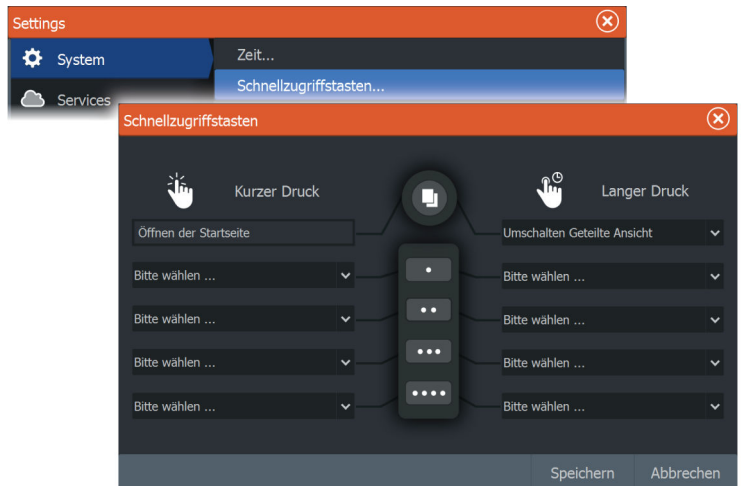 Settings
System
Zeit...
Schnellzugriffstasten...
Services
Schnellzugriffstasten
Kurzer Druck
Langer Druck
Öffnen der Startseite
Umschalten Geteilte Ansicht
Bitte wählen ...
Bitte wählen ...
Bitte wählen ...
Bitte wählen ...
Bitte wählen ...
Bitte wählen ...
Bitte wählen ...
Bitte wählen ...
Speichern
Abbrechen